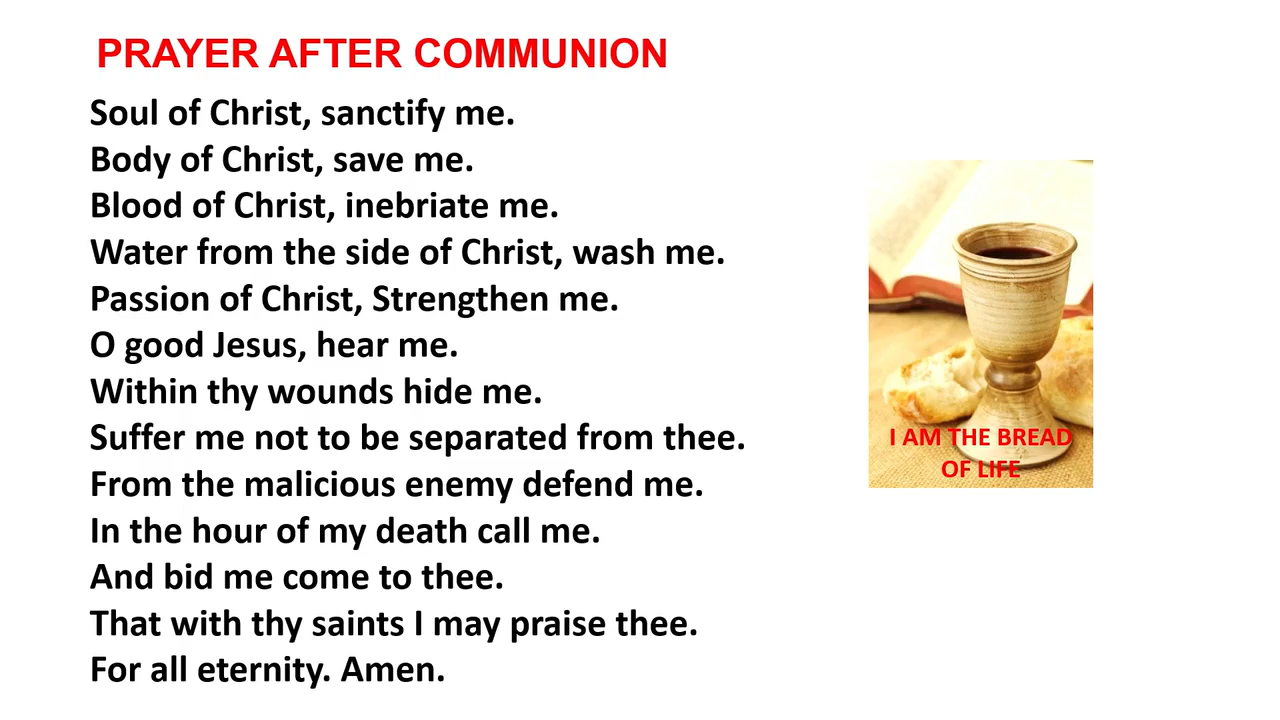 PRAYER AFTER COMMUNION
Soul of Christ, sanctify me.
Body of Christ, save me.
Blood of Christ, inebriate me.
Water from the side of Christ, wash me.
Passion of Christ, Strengthen me.
O good Jesus, hear me.
Within thy wounds hide me.
Suffer me not to be separated from thee.
From the malicious enemy defend me.
In the hour of my death call me.
And bid me come to thee.
That with thy saints I may praise thee.
For all eternity. Amen.
I AM THE BREAD
OF LIFE